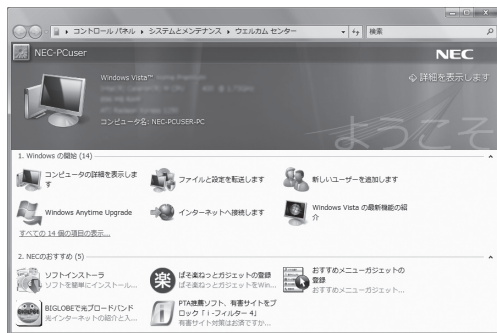 コントロール パネル ▸ システムとメンテナンス ▸ ウェルカム センター
検索
NEC-PCuser
NEC
Windows Vista™
詳細を表示します
コンピュータ名: NEC-PCUSER-PC
ようこそ
1. Windows の開始 (14)
コンピュータの詳細を表示しま
す
ファイルと設定を転送します
新しいユーザーを追加します
Windows Anytime Upgrade
インターネットへ接続します
Windows Vista の最新機能の紹
介
すべての 14 個の項目の表示...
2. NECのおすすめ (5)
ソフトインストーラ
ソフトを簡単にインストール...
楽
ぱそ楽ねっとガジェットの登録
ぱそ楽ねっとガジェットをWin...
おすすめメニューガジェットの
登録
おすすめメニューガジェット...
BIGLOBEで光ブロードバンド
光インターネットの紹介と入...
PTA推薦ソフト、有害サイトをブ
ロック「i -フィルター 4」
有害サイト対策はお済ですか...